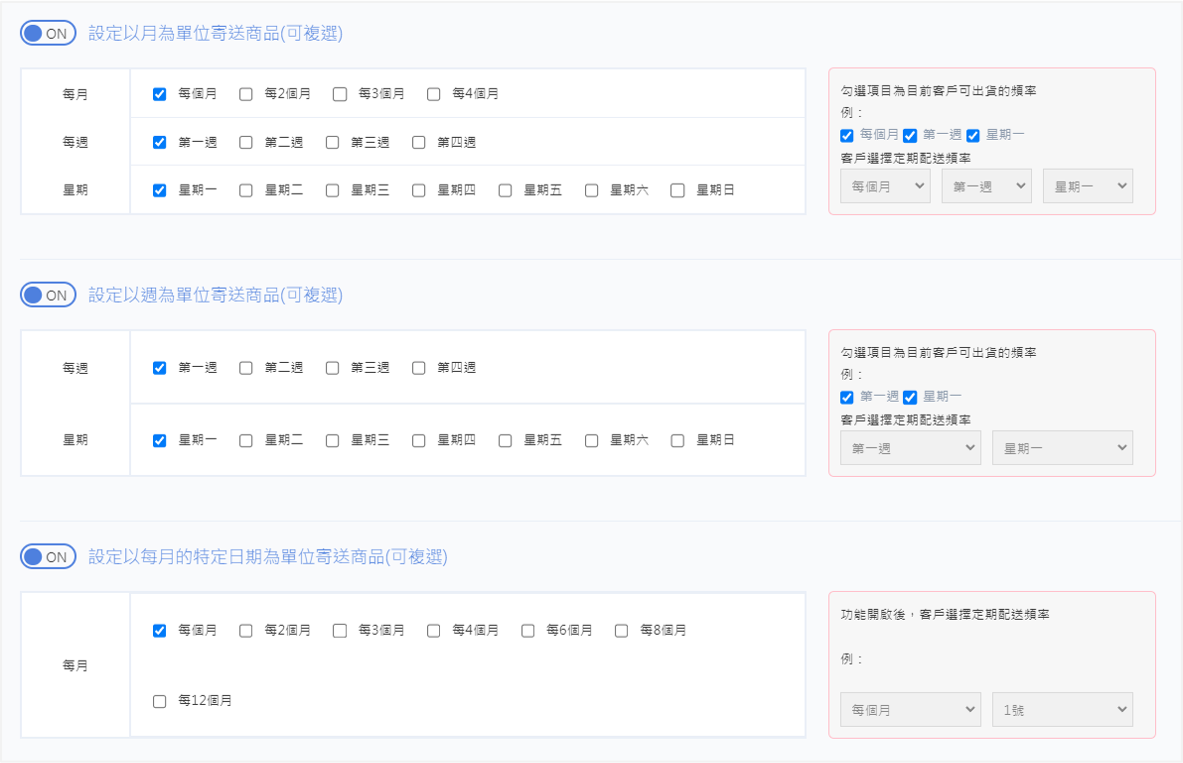 ON 設定以月為單位寄送商品(可複選)
每月 每個月 每2個月 每3個月 每4個月
每週 第一週 第二週 第三週 第四週
星期 星期一 星期二 星期三 星期四 星期五 星期六 星期日
勾選項目為目前客戶可出貨的頻率
例：
每個月 第一週 星期一
客戶選擇定期配送頻率
每個月 第一週 星期一
ON 設定以週為單位寄送商品(可複選)
每週 第一週 第二週 第三週 第四週
星期 星期一 星期二 星期三 星期四 星期五 星期六 星期日
勾選項目為目前客戶可出貨的頻率
例：
第一週 星期一
客戶選擇定期配送頻率
第一週 星期一
ON 設定以每月的特定日期為單位寄送商品(可複選)
每月 每個月 每2個月 每3個月 每4個月 每6個月 每8個月
每12個月
功能開啟後，客戶選擇定期配送頻率
例：
每個月 1號